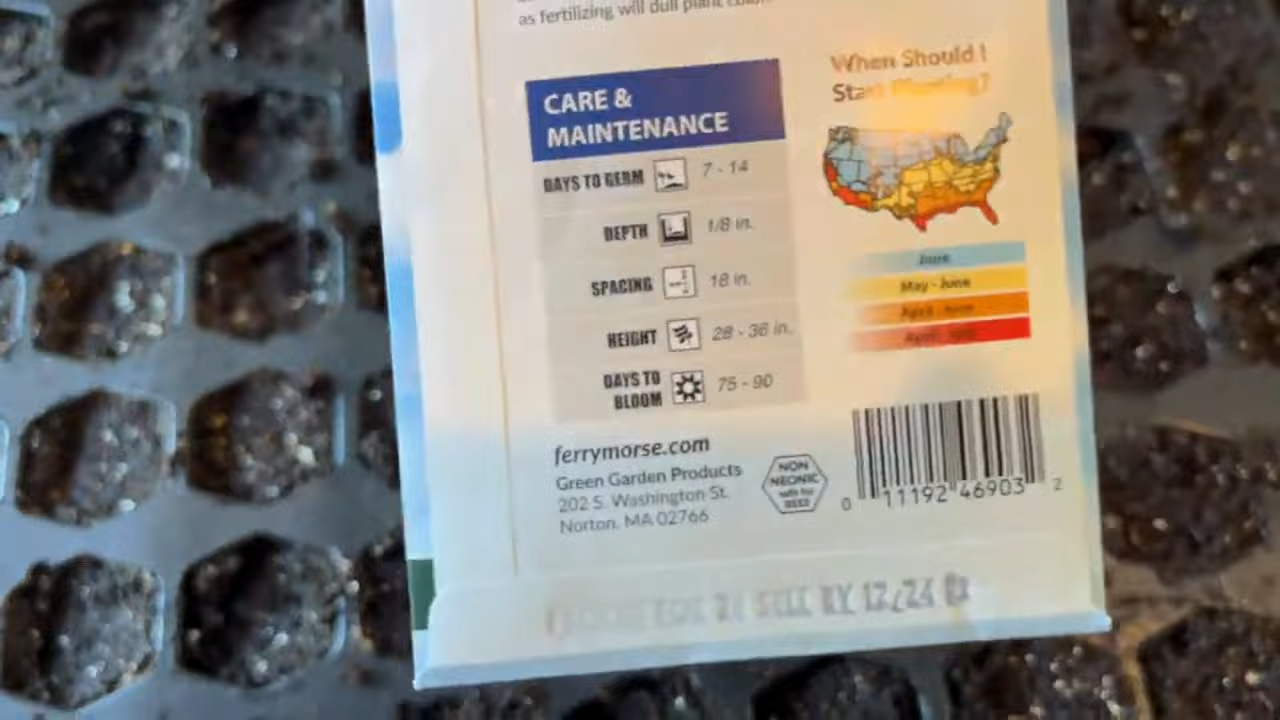 as fertilizing will dull plant
CARE &
MAINTENANCE
DAYS TO GERM 7 - 14
DEPTH 1/8 in.
SPACING 18 in.
HEIGHT 28 - 36 in.
DAYS TO
BLOOM 75 - 90
When Should I
Start Planting?
June
May - June
April - June
ferrymorse.com
Green Garden Products
202 S. Washington St.
Norton, MA 02766
NON
NEONIC
0 11192 46903 2
SELL BY 12/24